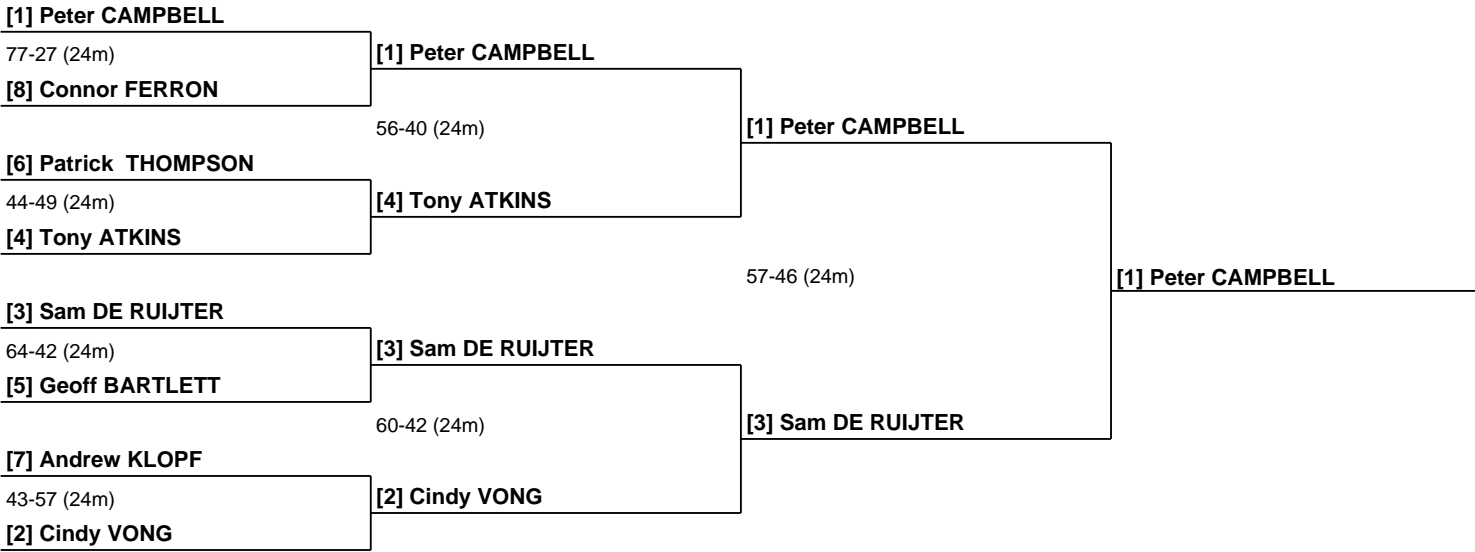 [1] Peter CAMPBELL
77-27 (24m)
[8] Connor FERRON
[6] Patrick  THOMPSON
44-49 (24m)
[4] Tony ATKINS
[3] Sam DE RUIJTER
64-42 (24m)
[5] Geoff BARTLETT
[7] Andrew KLOPF
43-57 (24m)
[2] Cindy VONG
[1] Peter CAMPBELL
56-40 (24m)
[4] Tony ATKINS
[3] Sam DE RUIJTER
60-42 (24m)
[2] Cindy VONG
[1] Peter CAMPBELL
57-46 (24m)
[3] Sam DE RUIJTER
[1] Peter CAMPBELL